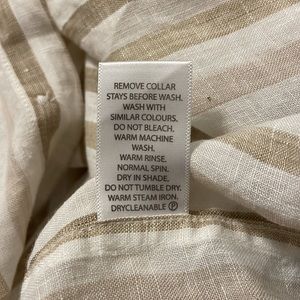 REMOVE COLLAR
STAYS BEFORE WASH.
WASH WITH
SIMILAR COLOURS.
DO NOT BLEACH.
WARM MACHINE
WASH.
WARM RINSE.
NORMAL SPIN.
DRY IN SHADE.
DO NOT TUMBLE DRY.
WARM STEAM IRON.
DRYCLEANABLE Ⓟ